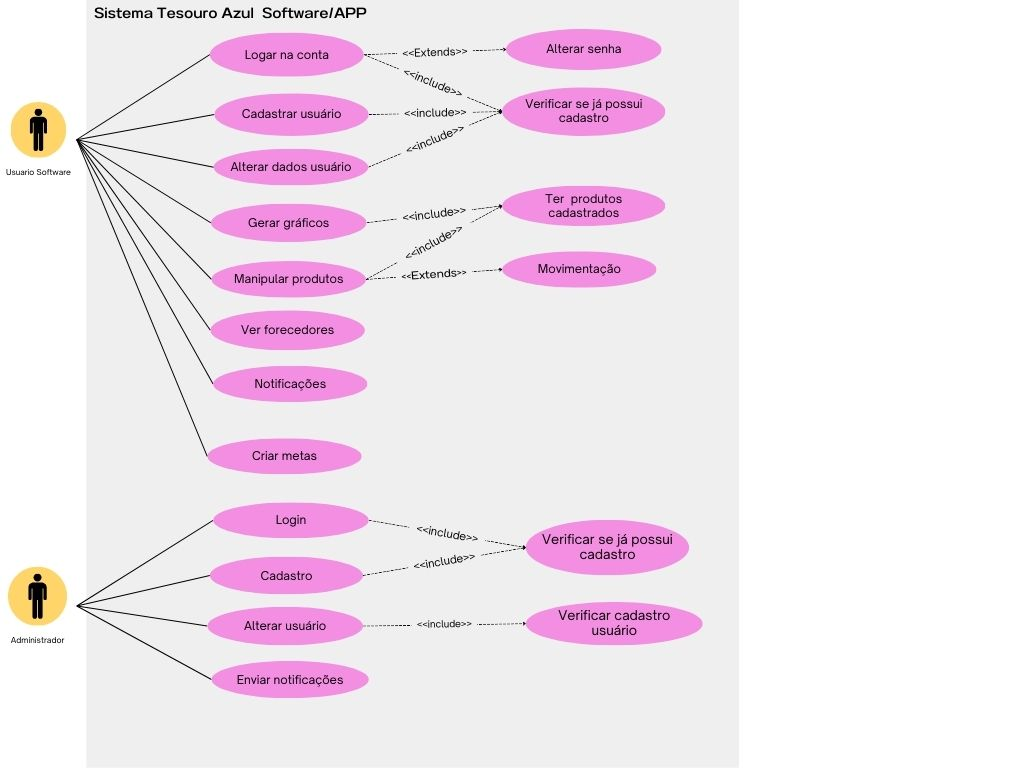 Sistema Tesouro Azul Software/APP
Logar na conta
<<Extends>>
Alterar senha
<<include>>
Cadastrar usuário
<<include>>
Verificar se já possui
cadastro
Usuario Software
Alterar dados usuário
<<include>>
Gerar gráficos
<<include>>
Ter produtos
cadastrados
<<include>>
Manipular produtos
<<Extends>>
Movimentação
Ver forecedores
Notificações
Criar metas
Login
<<include>>
Verificar se já possui
cadastro
Cadastro
<<include>>
Administrador
Alterar usuário
<<include>>
Verificar cadastro
usuário
Enviar notificações